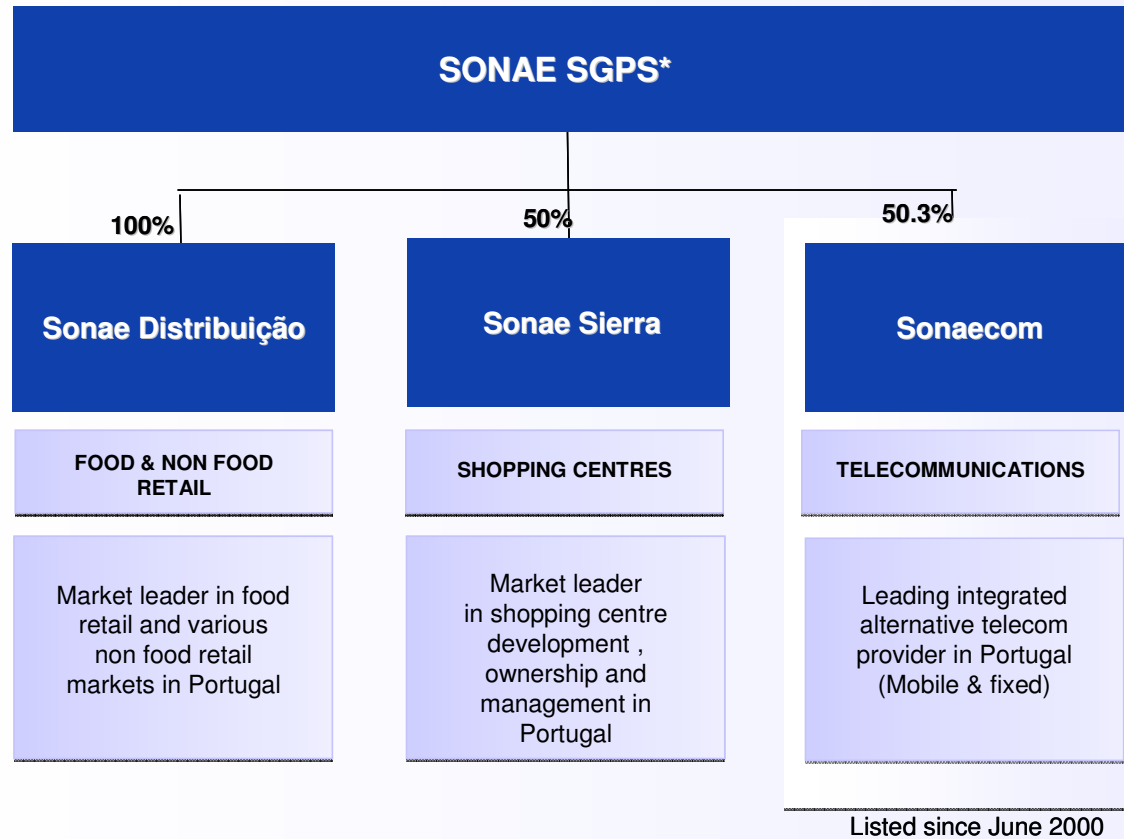 SONAE SGPS*
100%
50%
50.3%
Sonae Distribuição
Sonae Sierra
Sonaecom
FOOD & NON FOOD
RETAIL
SHOPPING CENTRES
TELECOMMUNICATIONS
Market leader in food
retail and various
non food retail
markets in Portugal
Market leader
in shopping centre
development ,
ownership and
management in
Portugal
Leading integrated
alternative telecom
provider in Portugal
(Mobile & fixed)
Listed since June 2000